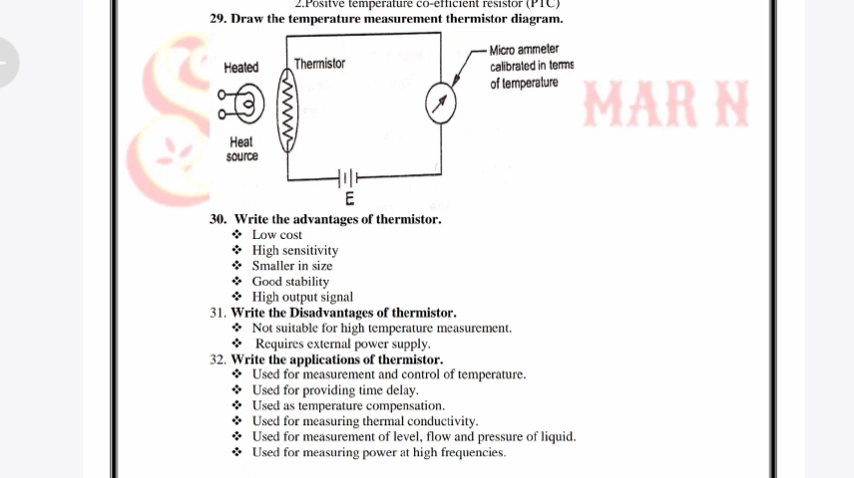 2.Positve temperature co-efficient resistor (PTC)
29. Draw the temperature measurement thermistor diagram.
Heated
Thermistor
Micro ammeter
calibrated in terms
of temperature
MAR N
Heat
source
E
30. Write the advantages of thermistor.
❖ Low cost
❖ High sensitivity
❖ Smaller in size
❖ Good stability
❖ High output signal
31. Write the Disadvantages of thermistor.
❖ Not suitable for high temperature measurement.
❖ Requires external power supply.
32. Write the applications of thermistor.
❖ Used for measurement and control of temperature.
❖ Used for providing time delay.
❖ Used as temperature compensation.
❖ Used for measuring thermal conductivity.
❖ Used for measurement of level, flow and pressure of liquid.
❖ Used for measuring power at high frequencies.